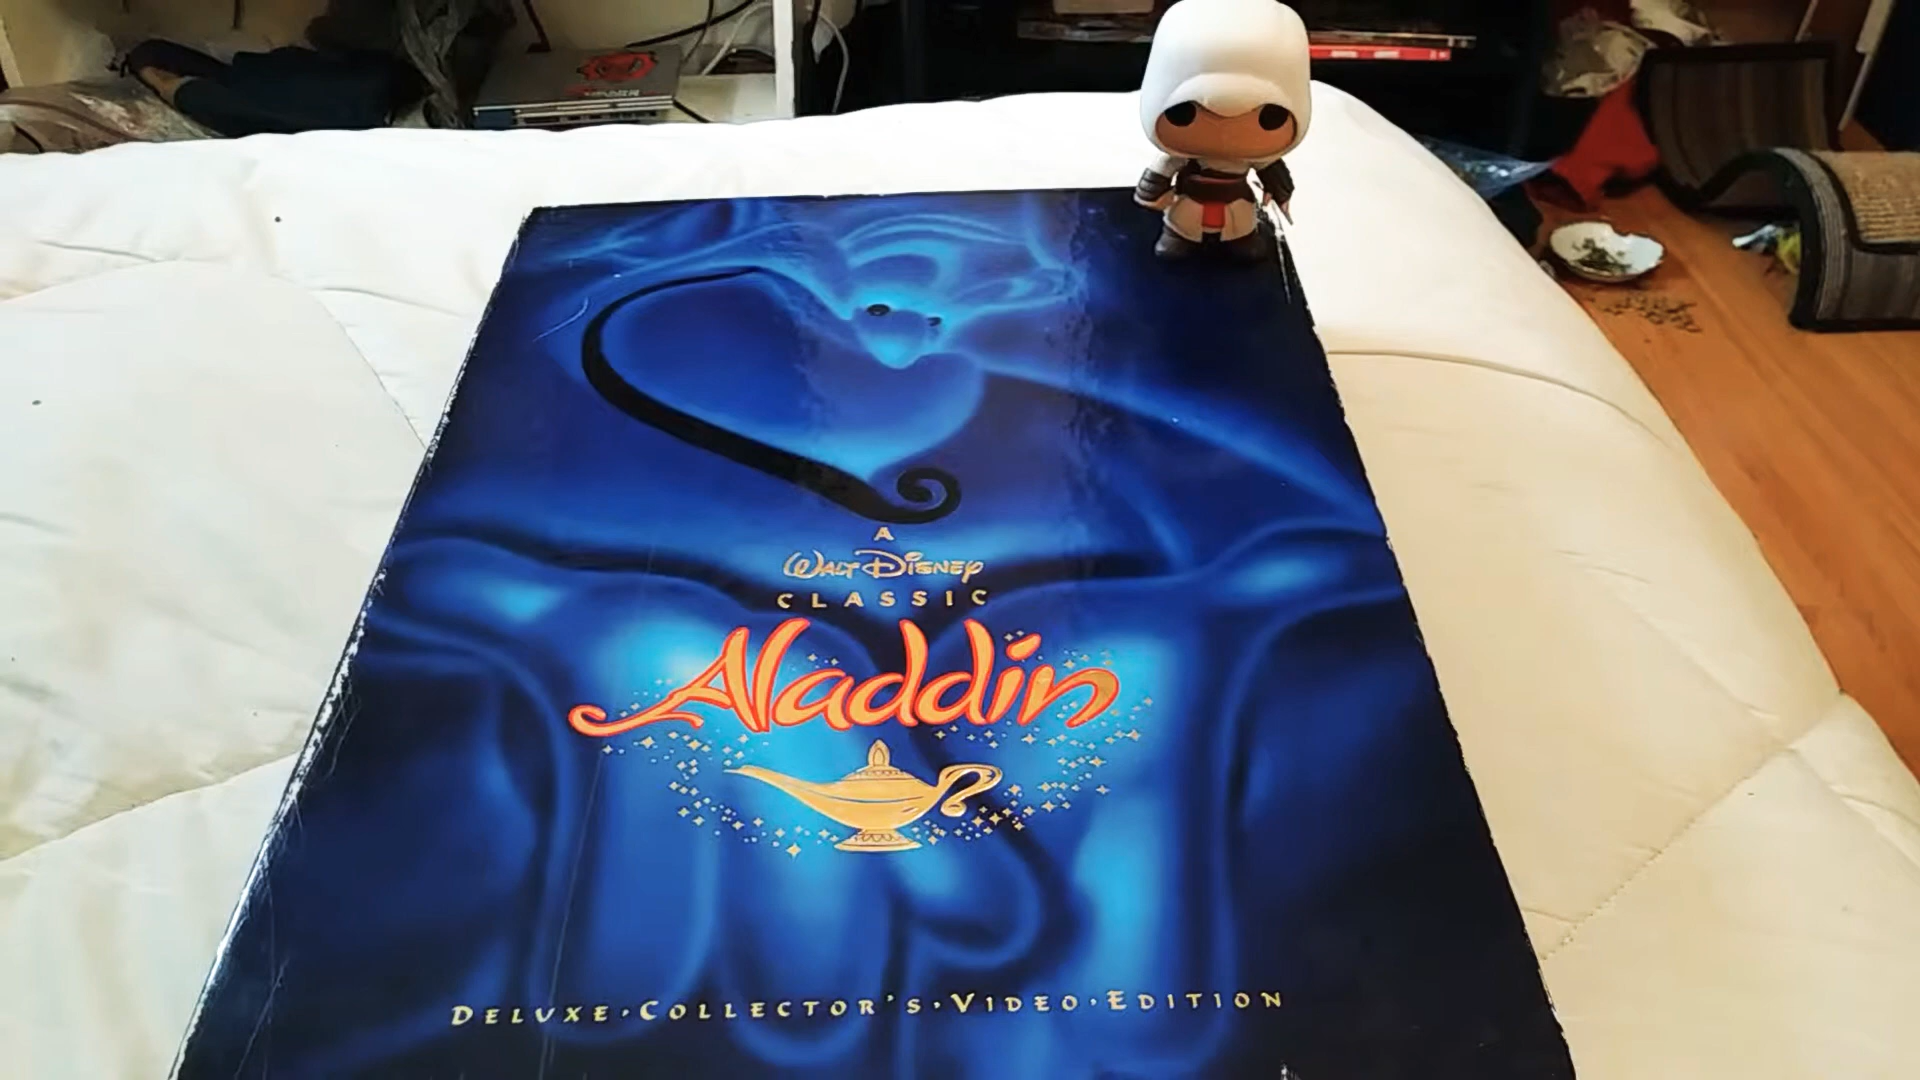 A
WALT DISNEY
CLASSIC
Aladdin
DELUXE·COLLECTOR'S·VIDEO·EDITION